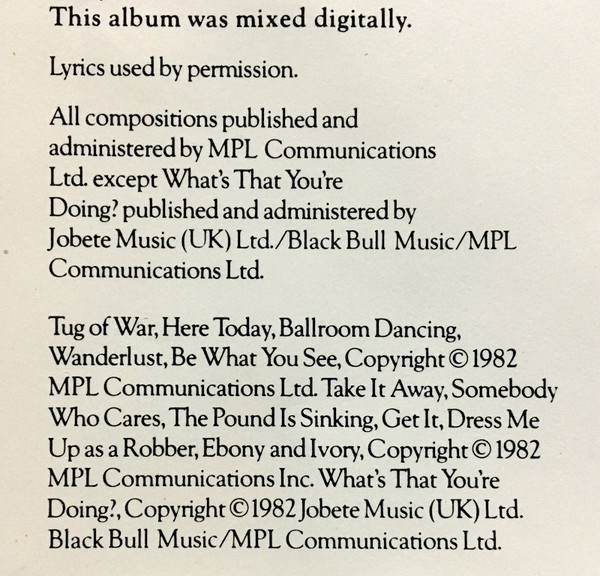 This album was mixed digitally.
Lyrics used by permission.
All compositions published and
administered by MPL Communications
Ltd. except What's That You're
Doing? published and administered by
Jobete Music (UK) Ltd./Black Bull Music/MPL
Communications Ltd.
Tug of War, Here Today, Ballroom Dancing,
Wanderlust, Be What You See, Copyright © 1982
MPL Communications Ltd. Take It Away, Somebody
Who Cares, The Pound Is Sinking, Get It, Dress Me
Up as a Robber, Ebony and Ivory, Copyright © 1982
MPL Communications Inc. What's That You're
Doing?, Copyright © 1982 Jobete Music (UK) Ltd.
Black Bull Music/MPL Communications Ltd.